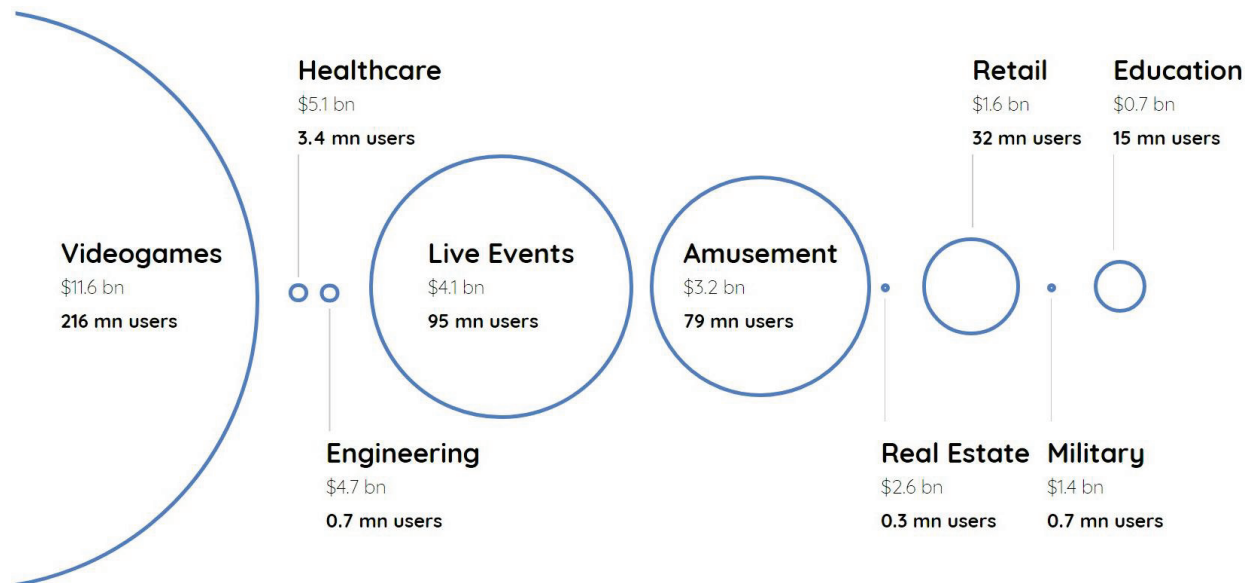 Healthcare
$5.1 bn
3.4 mn users
Retail
$1.6 bn
32 mn users
Education
$0.7 bn
15 mn users
Videogames
$11.6 bn
216 mn users
Live Events
$4.1 bn
95 mn users
Amusement
$3.2 bn
79 mn users
Engineering
$4.7 bn
0.7 mn users
Real Estate
$2.6 bn
0.3 mn users
Military
$1.4 bn
0.7 mn users